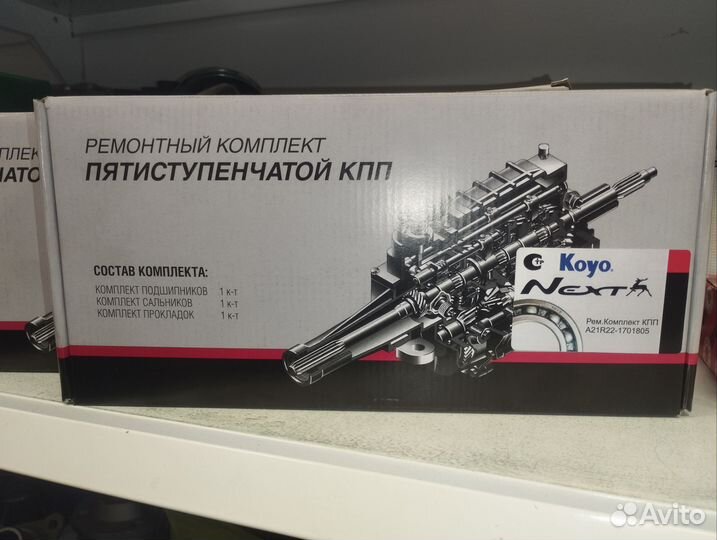 РЕМОНТНЫЙ КОМПЛЕКТ
ПЯТИСТУПЕНЧАТОЙ КПП
СОСТАВ КОМПЛЕКТА:
КОМПЛЕКТ ПОДШИПНИКОВ 1 к-т
КОМПЛЕКТ САЛЬНИКОВ 1 к-т
КОМПЛЕКТ ПРОКЛАДОК 1 к-т
Koyo
NEXT
Рем.Комплект КПП
A21R22-1701805
Avito